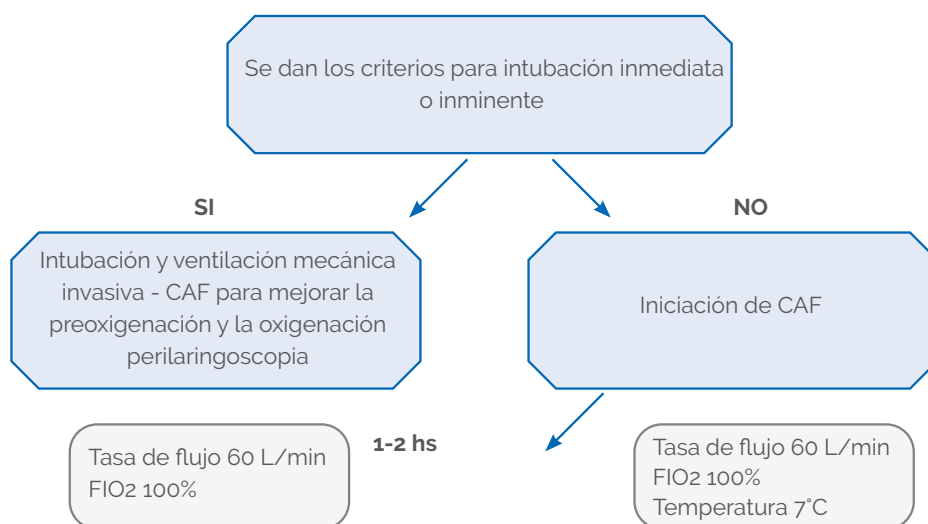 Se dan los criterios para intubación inmediata
o inminente
SI
NO
Intubación y ventilación mecánica
invasiva - CAF para mejorar la
preoxigenación y la oxigenación
perilaringoscopia
Iniciación de CAF
1-2 hs
Tasa de flujo 60 L/min
FIO2 100%
Tasa de flujo 60 L/min
FIO2 100%
Temperatura 7°C